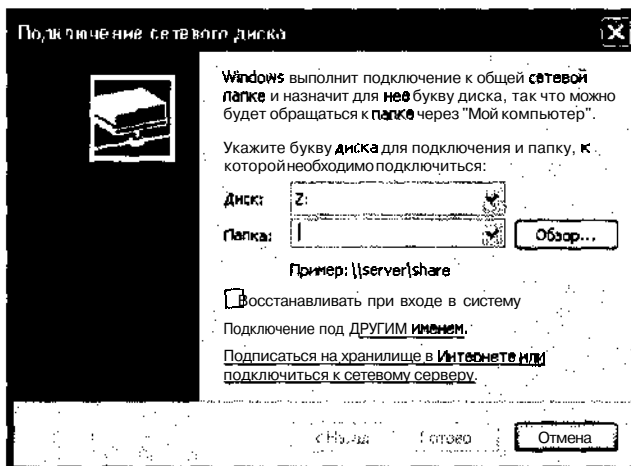 Подключение сетевого диска
Windows выполнит подключение к общей сетевой
папке и назначит для нее букву диска, так что можно
будет обращаться к папке через "Мой компьютер".
Укажите букву диска для подключения и папку, к
которой необходимо подключиться:
Диск: Z:
Папка: Обзор...
Пример: \\server\share
Восстанавливать при входе в систему
Подключение под ДРУГИМ именем.
Подписаться на хранилище в Интернете или
подключиться к сетевому серверу.
< Назад Готово Отмена